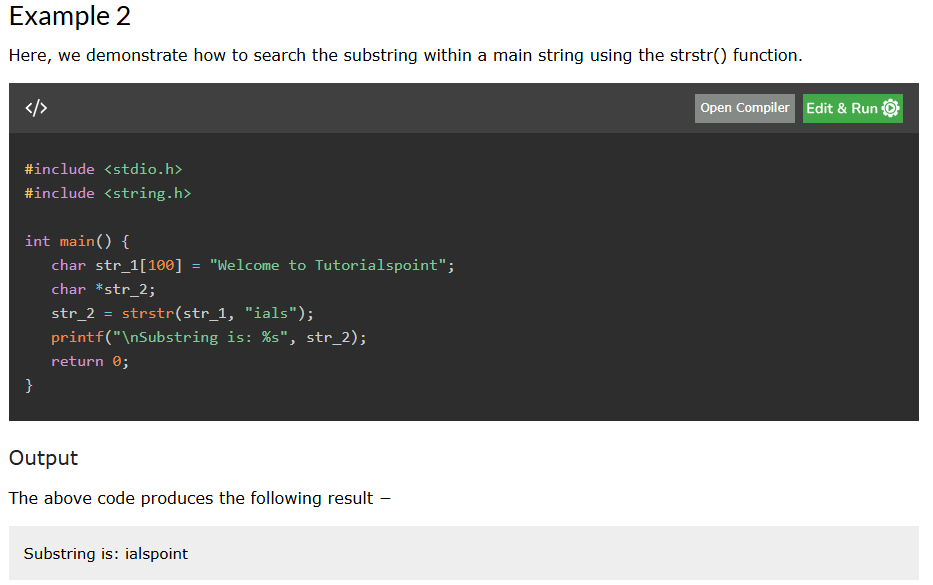 Example 2
Here, we demonstrate how to search the substring within a main string using the strstr() function.
</> Open Compiler Edit & Run
#include <stdio.h>
#include <string.h>
int main() {
   char str_1[100] = "Welcome to Tutorialspoint";
   char *str_2;
   str_2 = strstr(str_1, "ials");
   printf("\nSubstring is: %s", str_2);
   return 0;
}
Output
The above code produces the following result −
Substring is: ialspoint